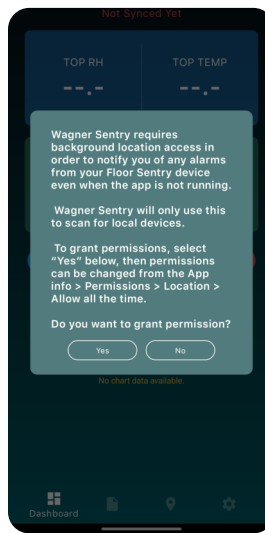 Not Synced Yet
TOP RH TOP TEMP
--.- --.-
Wagner Sentry requires
background location access in
order to notify you of any alarms
from your Floor Sentry device
even when the app is not running.
Wagner Sentry will only use this
to scan for local devices.
To grant permissions, select
“Yes” below, then permissions
can be changed from the App
info > Permissions > Location >
Allow all the time.
Do you want to grant permission?
Yes No
No chart data available.
Dashboard